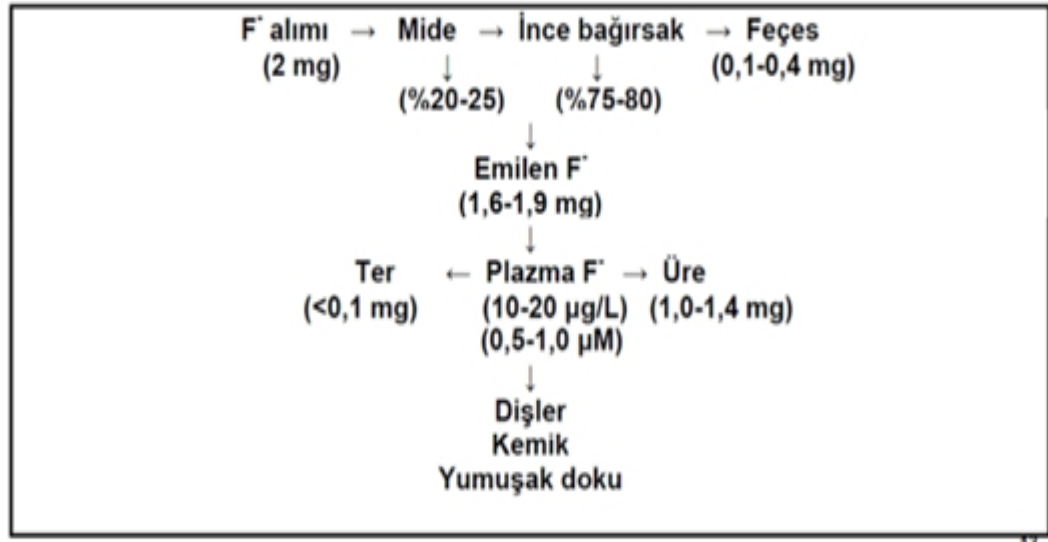 F⁻ alımı → Mide → İnce bağırsak → Feçes
(2 mg) ↓ ↓ (0,1-0,4 mg)
(%20-25) (%75-80)
↓
Emilen F⁻
(1,6-1,9 mg)
↓
Ter ← Plazma F⁻ → Üre
(<0,1 mg) (10-20 µg/L) (1,0-1,4 mg)
(0,5-1,0 µM)
↓
Dişler
Kemik
Yumuşak doku